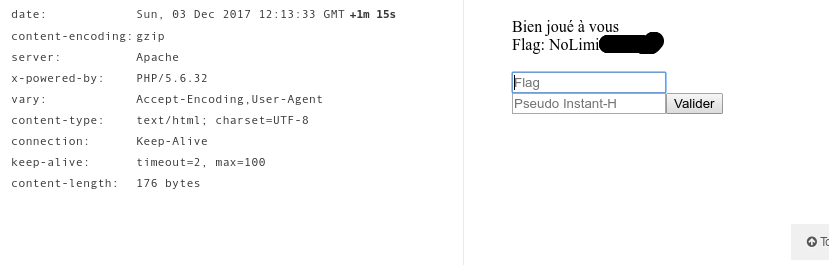 date: Sun, 03 Dec 2017 12:13:33 GMT +1m 15s
content-encoding: gzip
server: Apache
x-powered-by: PHP/5.6.32
vary: Accept-Encoding,User-Agent
content-type: text/html; charset=UTF-8
connection: Keep-Alive
keep-alive: timeout=2, max=100
content-length: 176 bytes
Bien joué à vous
Flag: NoLimi
Flag
Pseudo Instant-H Valider